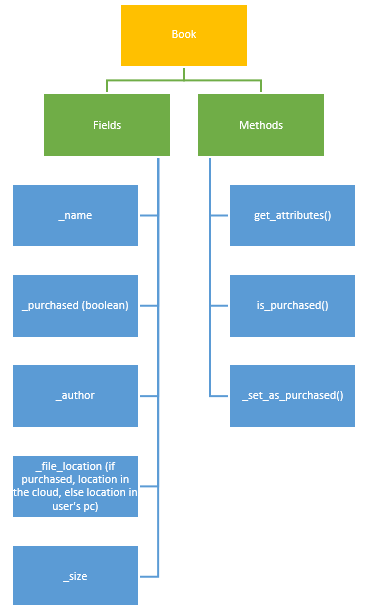 Book
Fields
Methods
_name
get_attributes()
_purchased (boolean)
is_purchased()
_author
_set_as_purchased()
_file_location (if
purchased, location in
the cloud, else location in
user's pc)
_size